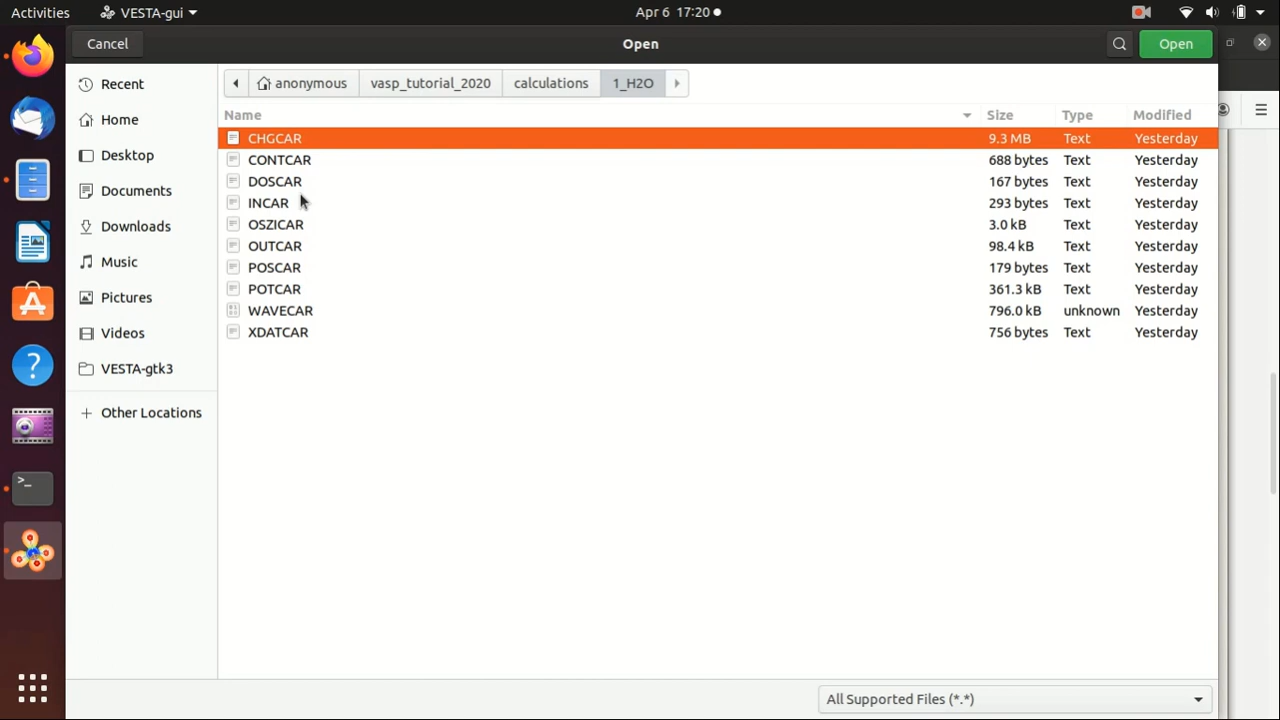 Activities VESTA-gui Apr 6 17:20
Cancel Open Open
anonymous vasp_tutorial_2020 calculations 1_H2O
Recent
Home
Desktop
Documents
Downloads
Music
Pictures
Videos
VESTA-gtk3
Other Locations
Name Size Type Modified
CHGCAR 9.3 MB Text Yesterday
CONTCAR 688 bytes Text Yesterday
DOSCAR 167 bytes Text Yesterday
INCAR 293 bytes Text Yesterday
OSZICAR 3.0 kB Text Yesterday
OUTCAR 98.4 kB Text Yesterday
POSCAR 179 bytes Text Yesterday
POTCAR 361.3 kB Text Yesterday
WAVECAR 796.0 kB unknown Yesterday
XDATCAR 756 bytes Text Yesterday
All Supported Files (*.*)